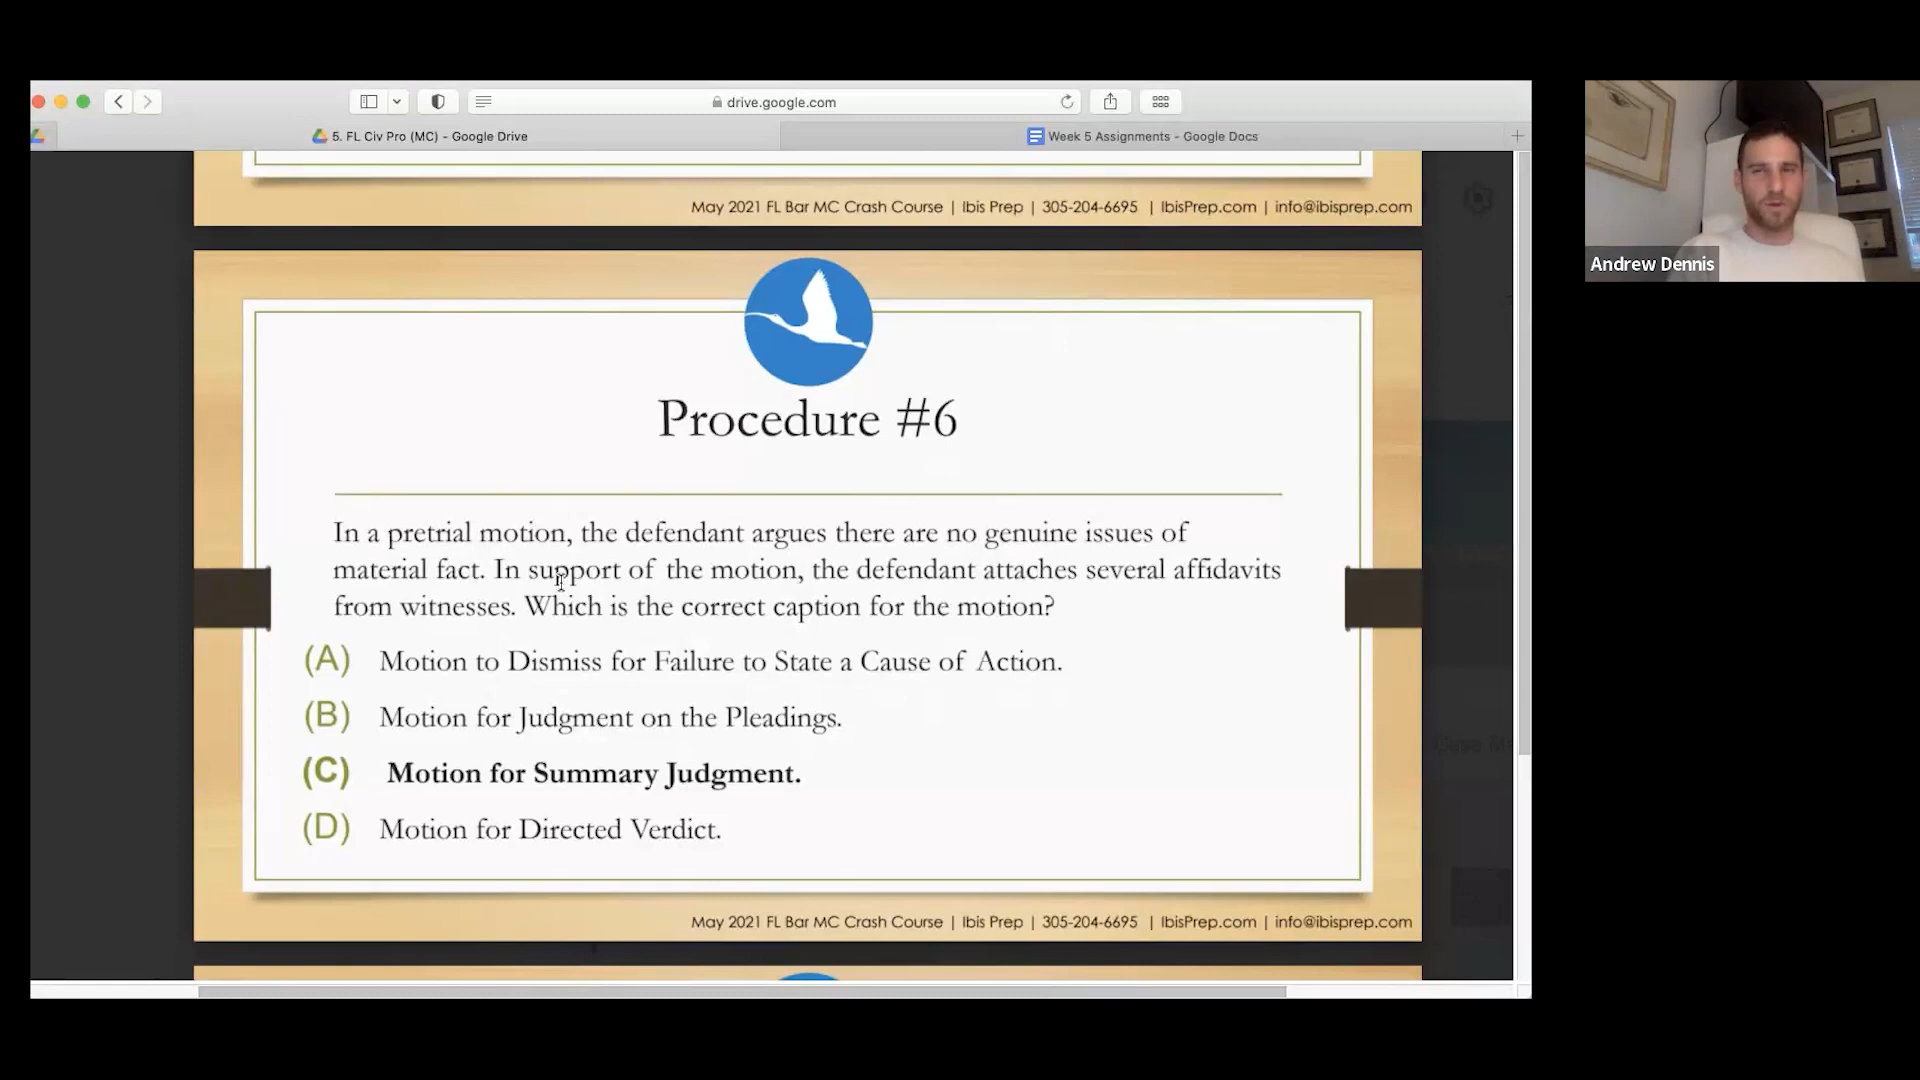 drive.google.com
5. FL Civ Pro (MC) - Google Drive
Week 5 Assignments - Google Docs
May 2021 FL Bar MC Crash Course | Ibis Prep | 305-204-6695 | IbisPrep.com | info@ibisprep.com
Andrew Dennis
Procedure #6
In a pretrial motion, the defendant argues there are no genuine issues of
material fact. In support of the motion, the defendant attaches several affidavits
from witnesses. Which is the correct caption for the motion?
(A) Motion to Dismiss for Failure to State a Cause of Action.
(B) Motion for Judgment on the Pleadings.
(C) Motion for Summary Judgment.
(D) Motion for Directed Verdict.
May 2021 FL Bar MC Crash Course | Ibis Prep | 305-204-6695 | IbisPrep.com | info@ibisprep.com